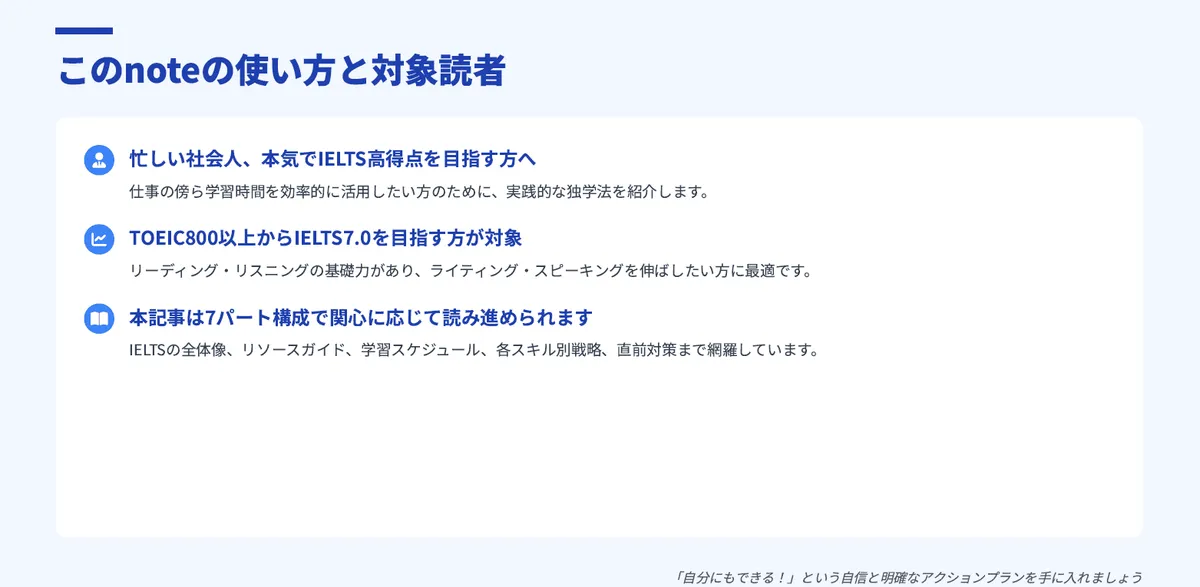 このnoteの使い方と対象読者
忙しい社会人、本気でIELTS高得点を目指す方へ
仕事の傍ら学習時間を効率的に活用したい方のために、実践的な独学法を紹介します。
TOEIC800以上からIELTS7.0を目指す方が対象
リーディング・リスニングの基礎力があり、ライティング・スピーキングを伸ばしたい方に最適です。
本記事は7パート構成で関心に応じて読み進められます
IELTSの全体像、リソースガイド、学習スケジュール、各スキル別戦略、直前対策まで網羅しています。
「自分にもできる！」という自信と明確なアクションプランを手に入れましょう